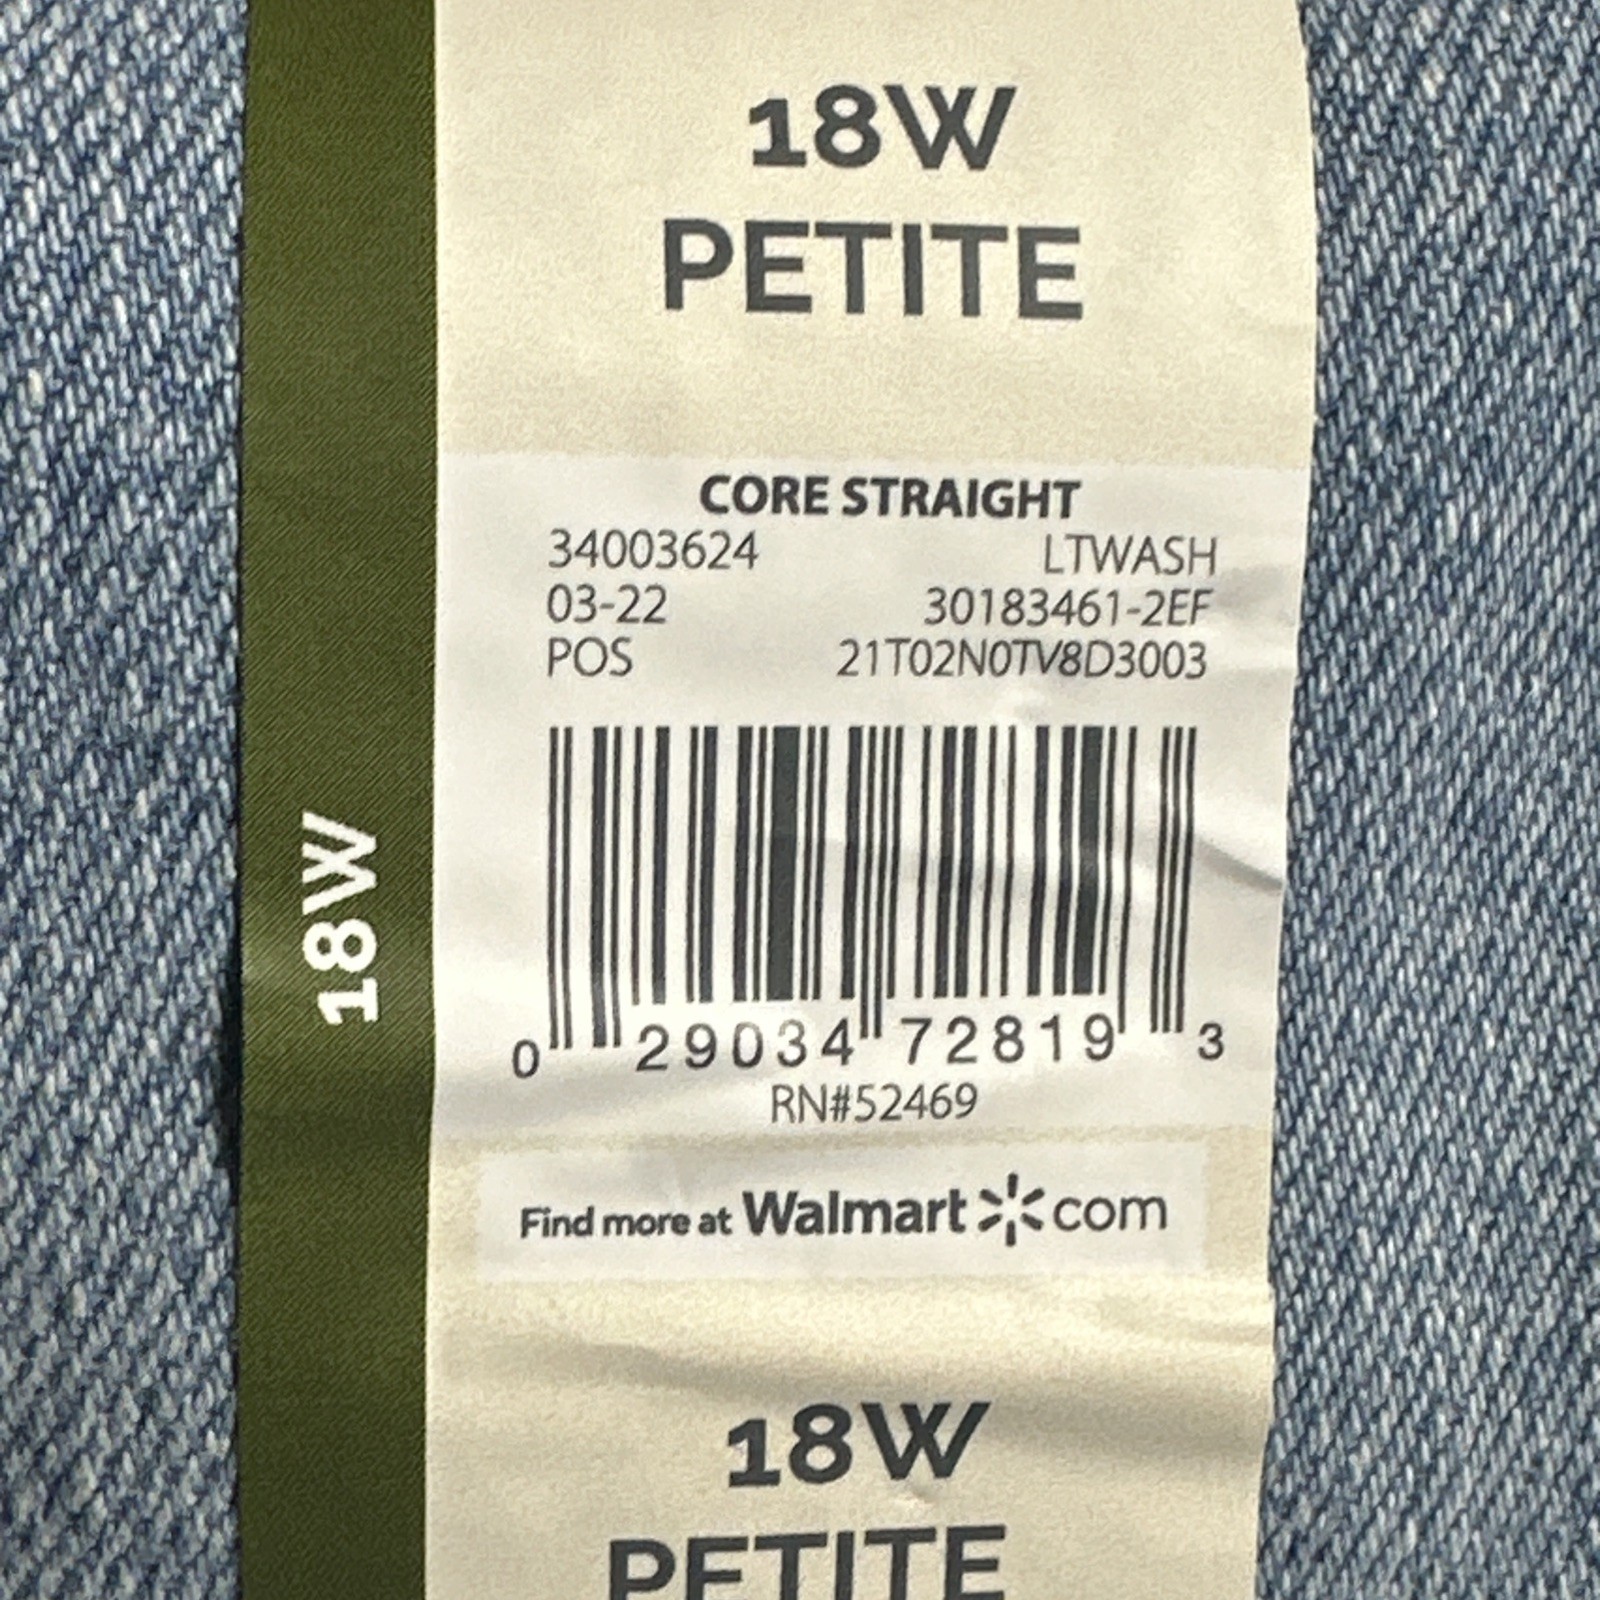 18W
PETITE
CORE STRAIGHT
34003624 LTWASH
03-22 30183461-2EF
POS 21T02N0TV8D3003
18W
0 29034 72819 3
RN#52469
Find more at Walmart com
18W
PETITE